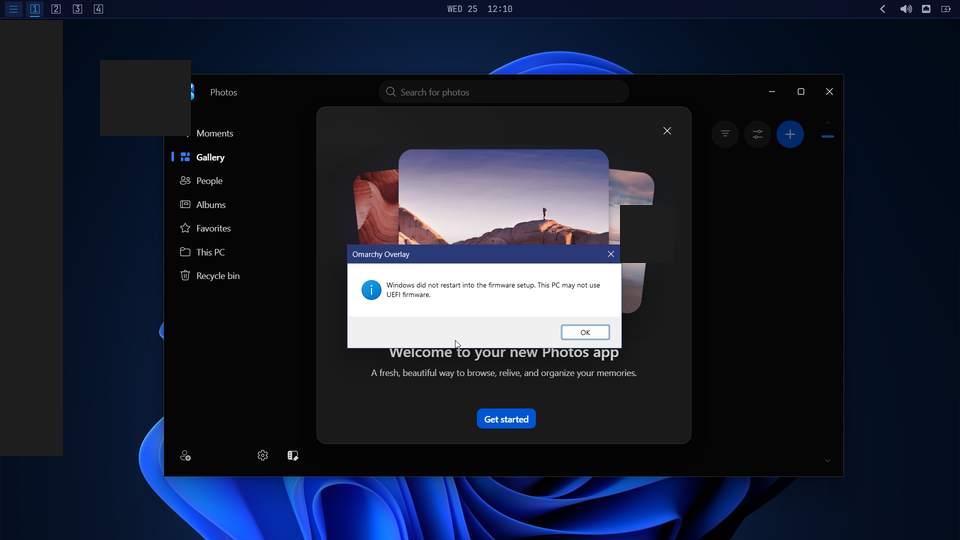 1 2 3 4
WED 25 12:10
Photos
Search for photos
Moments
Gallery
People
Albums
Favorites
This PC
Recycle bin
Omarchy Overlay
Windows did not restart into the firmware setup. This PC may not use
UEFI firmware.
OK
Welcome to your new Photos app
A fresh, beautiful way to browse, relive, and organize your memories.
Get started